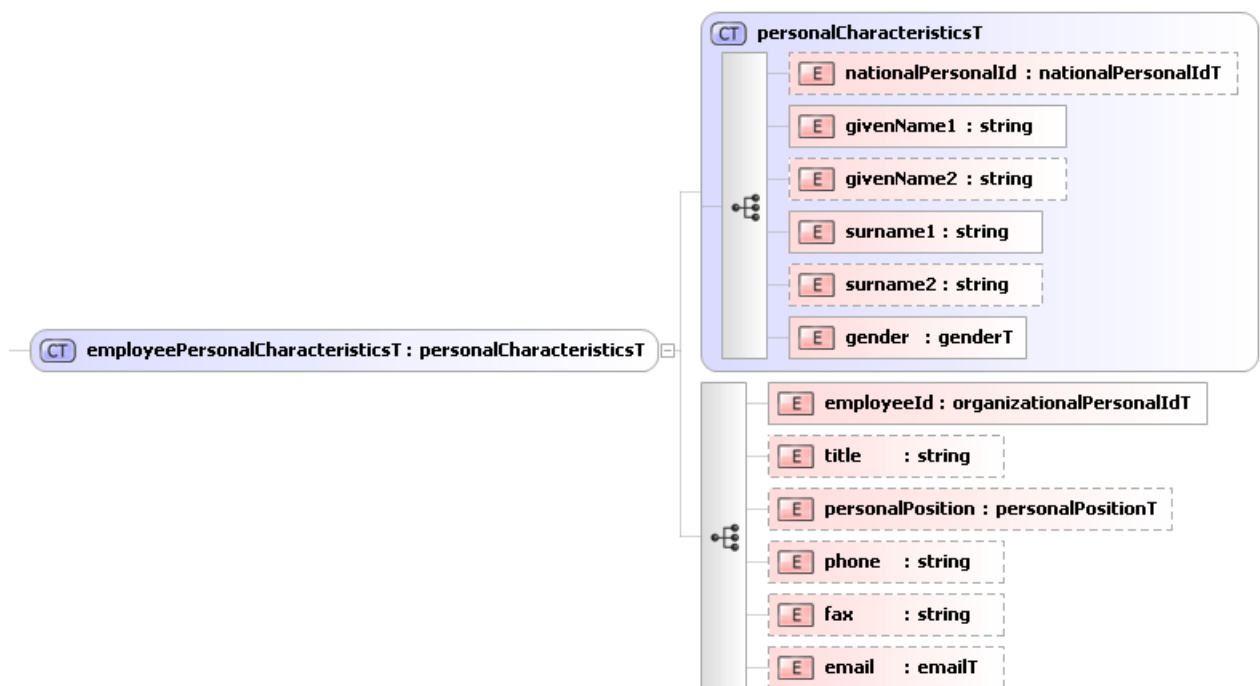 CT personalCharacteristicsT
E nationalPersonalId : nationalPersonalIdT
E givenName1 : string
E givenName2 : string
E surname1 : string
E surname2 : string
E gender : genderT
CT employeePersonalCharacteristicsT : personalCharacteristicsT
E employeeId : organizationalPersonalIdT
E title : string
E personalPosition : personalPositionT
E phone : string
E fax : string
E email : emailT